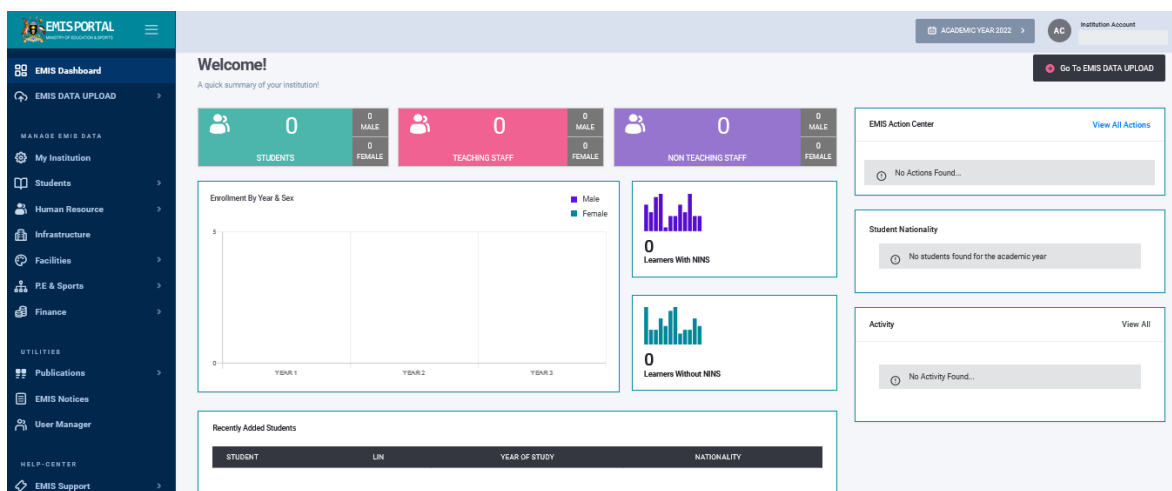 EMIS PORTAL
MINISTRY OF EDUCATION & SPORTS
EMIS Dashboard
EMIS DATA UPLOAD
MANAGE EMIS DATA
My Institution
Students
Human Resource
Infrastructure
Facilities
P.E & Sports
Finance
UTILITIES
Publications
EMIS Notices
User Manager
HELP-CENTER
EMIS Support
ACADEMIC YEAR 2022
AC
Institution Account
Welcome!
A quick summary of your institution!
Go To EMIS DATA UPLOAD
0
STUDENTS
0
MALE
0
FEMALE
0
TEACHING STAFF
0
MALE
0
FEMALE
0
NON TEACHING STAFF
0
MALE
0
FEMALE
Enrollment By Year & Sex
Male
Female
5
0
YEAR 1 YEAR 2 YEAR 3
0
Learners With NINS
0
Learners Without NINS
Recently Added Students
STUDENT LIN YEAR OF STUDY NATIONALITY
EMIS Action Center View All Actions
No Actions Found...
Student Nationality
No students found for the academic year
Activity View All
No Activity Found...